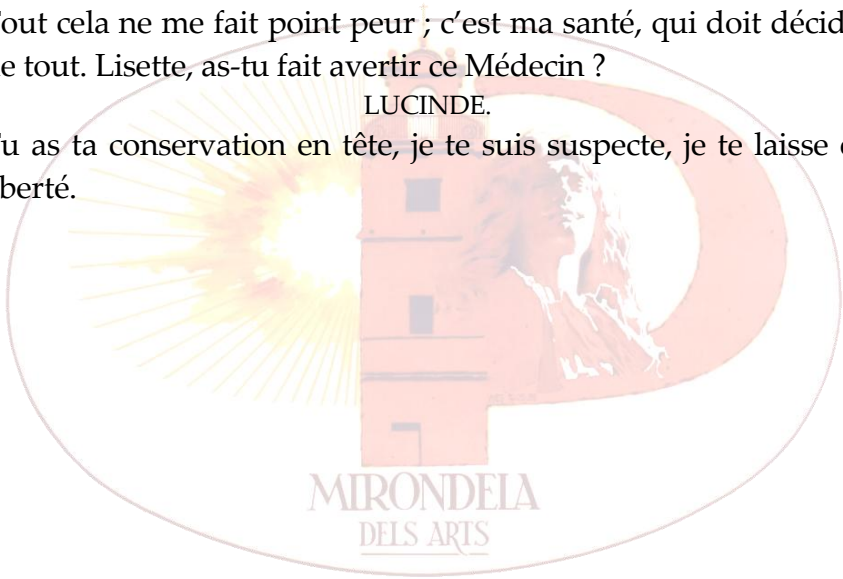 out cela ne me fait point peur ; c’est ma santé, qui doit décid
e tout. Lisette, as-tu fait avertir ce Médecin ?
LUCINDE.
u as ta conservation en tête, je te suis suspecte, je te laisse
berté.
MIRONDELA
DELS ARTS